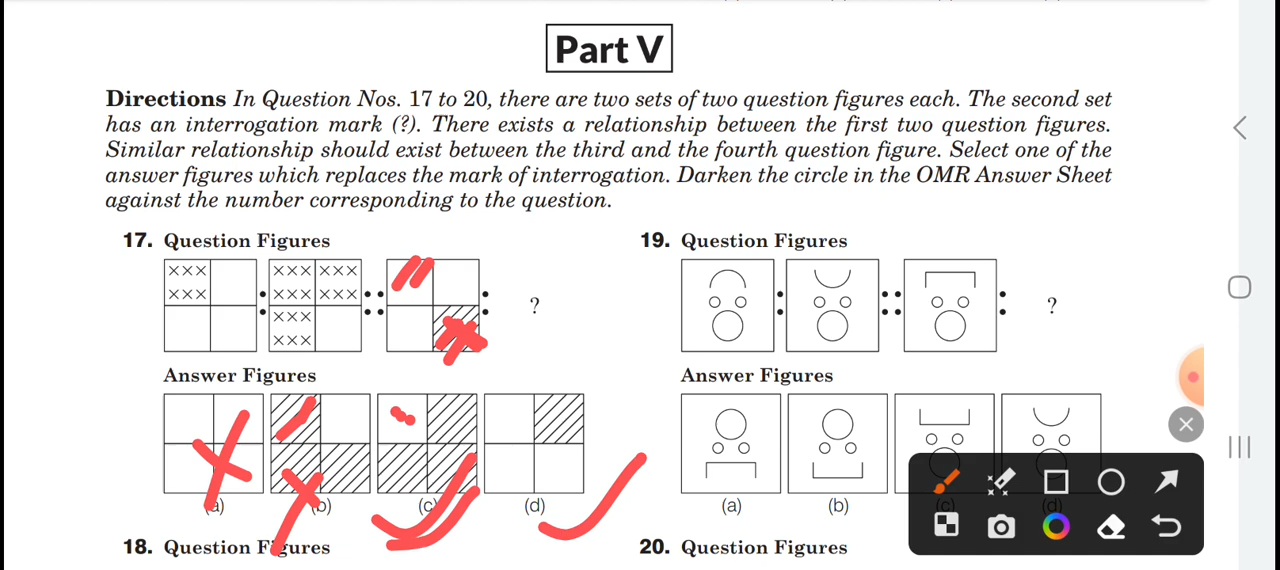 Part V
Directions In Question Nos. 17 to 20, there are two sets of two question figures each. The second set
has an interrogation mark (?). There exists a relationship between the first two question figures.
Similar relationship should exist between the third and the fourth question figure. Select one of the
answer figures which replaces the mark of interrogation. Darken the circle in the OMR Answer Sheet
against the number corresponding to the question.
17. Question Figures
×××
×××
××× ×××
××× ×××
×××
×××
?
Answer Figures
(a) (b) (c) (d)
18. Question Figures
19. Question Figures
?
Answer Figures
(a) (b) (c) (d)
20. Question Figures